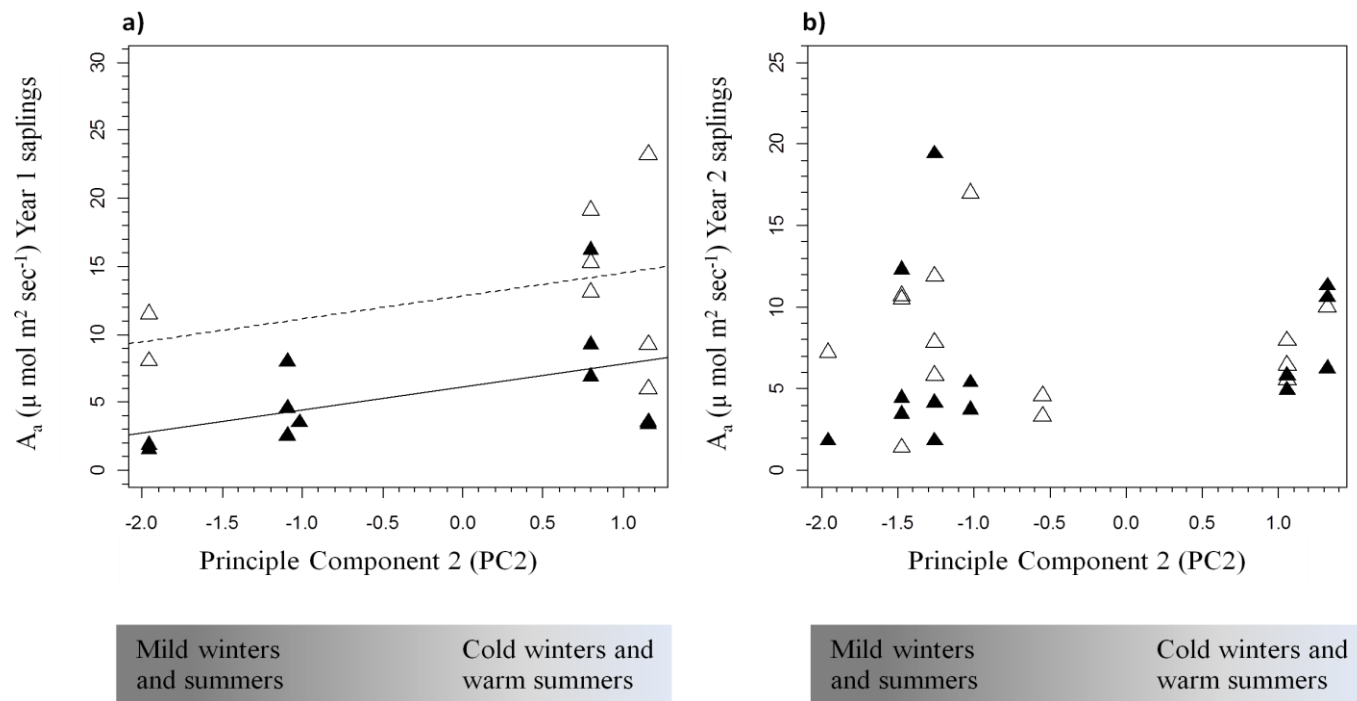 a)
A_a (μ mol m² sec⁻¹) Year 1 saplings
30
25
20
15
10
5
0
-2.0 -1.5 -1.0 -0.5 0.0 0.5 1.0
Principle Component 2 (PC2)
Mild winters
and summers
Cold winters and
warm summers
b)
A_a (μ mol m² sec⁻¹) Year 2 saplings
25
20
15
10
5
0
-2.0 -1.5 -1.0 -0.5 0.0 0.5 1.0
Principle Component 2 (PC2)
Mild winters
and summers
Cold winters and
warm summers